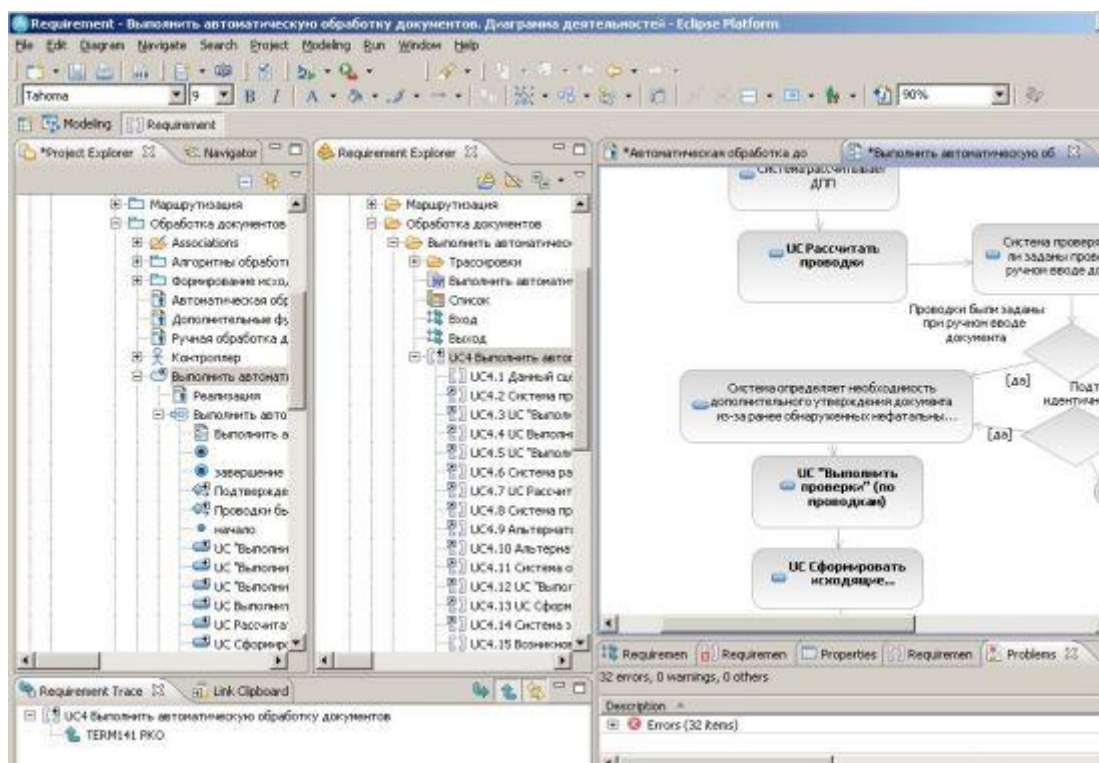 Requirement - Выполнить автоматическую обработку документов. Диаграмма деятельностей - Eclipse Platform
File Edit Diagram Navigate Search Project Modeling Run Window Help
Tahoma 9 B I A 90%
Modeling Requirement
*Project Explorer Navigator
Requirement Explorer
*Автоматическая обработка до
*Выполнить автоматическую об
Маршрутизация
Обработка документов
Associations
Алгоритмы обработ
Формирование исхо
Автоматическая обр
Дополнительные фу
Ручная обработка д
Контроллер
Выполнить автомати
Реализация
Выполнить авто
Выполнить а
завершение
Подтвержде
Проводки бы
начало
UC "Выполни
UC "Выполни
UC "Выполни
UC Выполнит
UC Рассчита
UC Сформир
Маршрутизация
Обработка документов
Выполнить автоматическ
Трассировки
Выполнить автомати
Список
Вход
Выход
UC4 Выполнить автом
UC4.1 Данный сц
UC4.2 Система пр
UC4.3 UC "Выполн
UC4.4 UC Выполн
UC4.5 UC "Выполн
UC4.6 Система ра
UC4.7 UC Рассчит
UC4.8 Система пр
UC4.9 Альтернат
UC4.10 Альтерна
UC4.11 Система о
UC4.12 UC "Выпол
UC4.13 UC Сформ
UC4.14 Система з
UC4.15 Возникнов
Система рассчитывает
ДПП
UC Рассчитать
проводки
Система проверя
ли заданы пров
ручном вводе до
Проводки были заданы
при ручном вводе
документа
[да]
Подт
идентичн
Система определяет необходимость
дополнительного утверждения документа
из-за ранее обнаруженных нефатальны...
[да]
UC "Выполнить
проверки" (по
проводкам)
UC Сформировать
исходящие...
Requiremen Requiremen Properties Requiremen Problems
32 errors, 0 warnings, 0 others
Description
Errors (32 items)
Requirement Trace Link Clipboard
UC4 Выполнить автоматическую обработку документов
TERM141 РКО